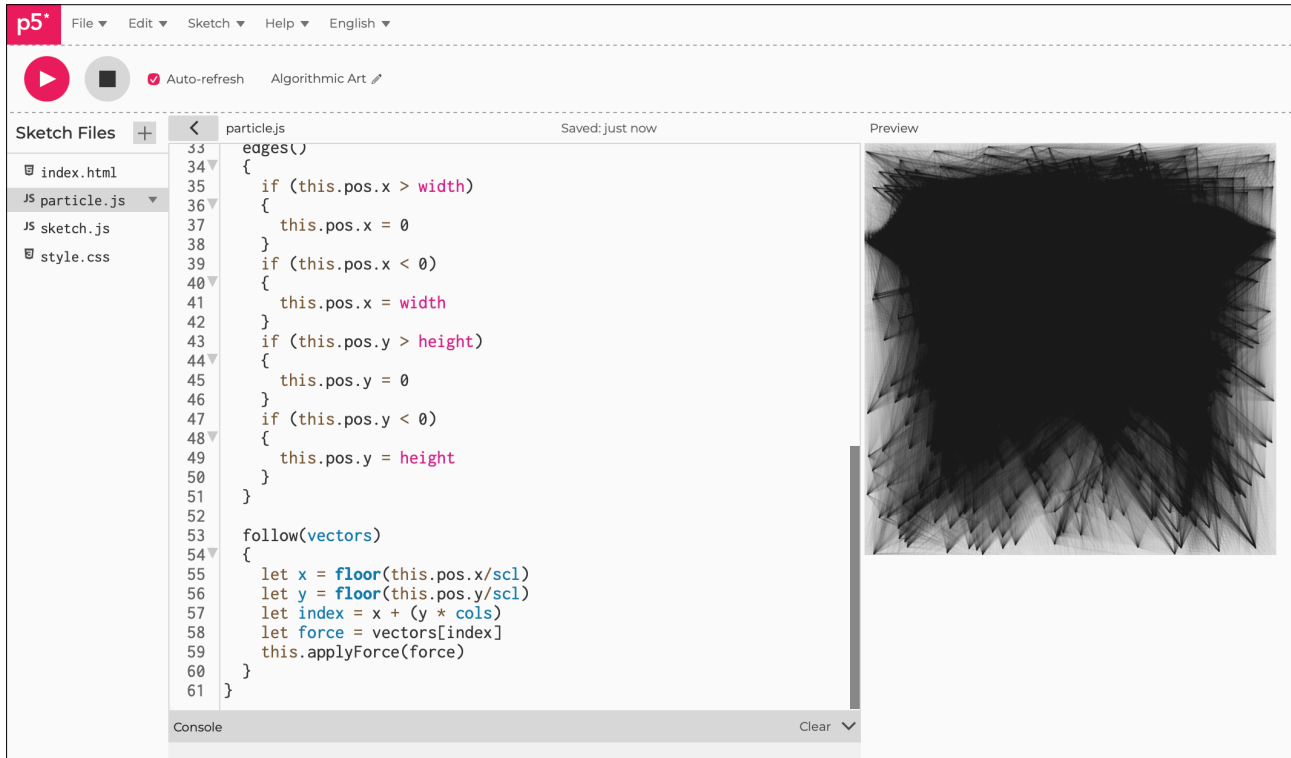 p5* File Edit Sketch Help English
Auto-refresh Algorithmic Art
Sketch Files +
index.html
particle.js
sketch.js
style.css
particle.js Saved: just now Preview
33 edges()
34 {
35 if (this.pos.x > width)
36 {
37 this.pos.x = 0
38 }
39 if (this.pos.x < 0)
40 {
41 this.pos.x = width
42 }
43 if (this.pos.y > height)
44 {
45 this.pos.y = 0
46 }
47 if (this.pos.y < 0)
48 {
49 this.pos.y = height
50 }
51 }
52
53 follow(vectors)
54 {
55 let x = floor(this.pos.x/scl)
56 let y = floor(this.pos.y/scl)
57 let index = x + (y * cols)
58 let force = vectors[index]
59 this.applyForce(force)
60 }
61 }
Console Clear